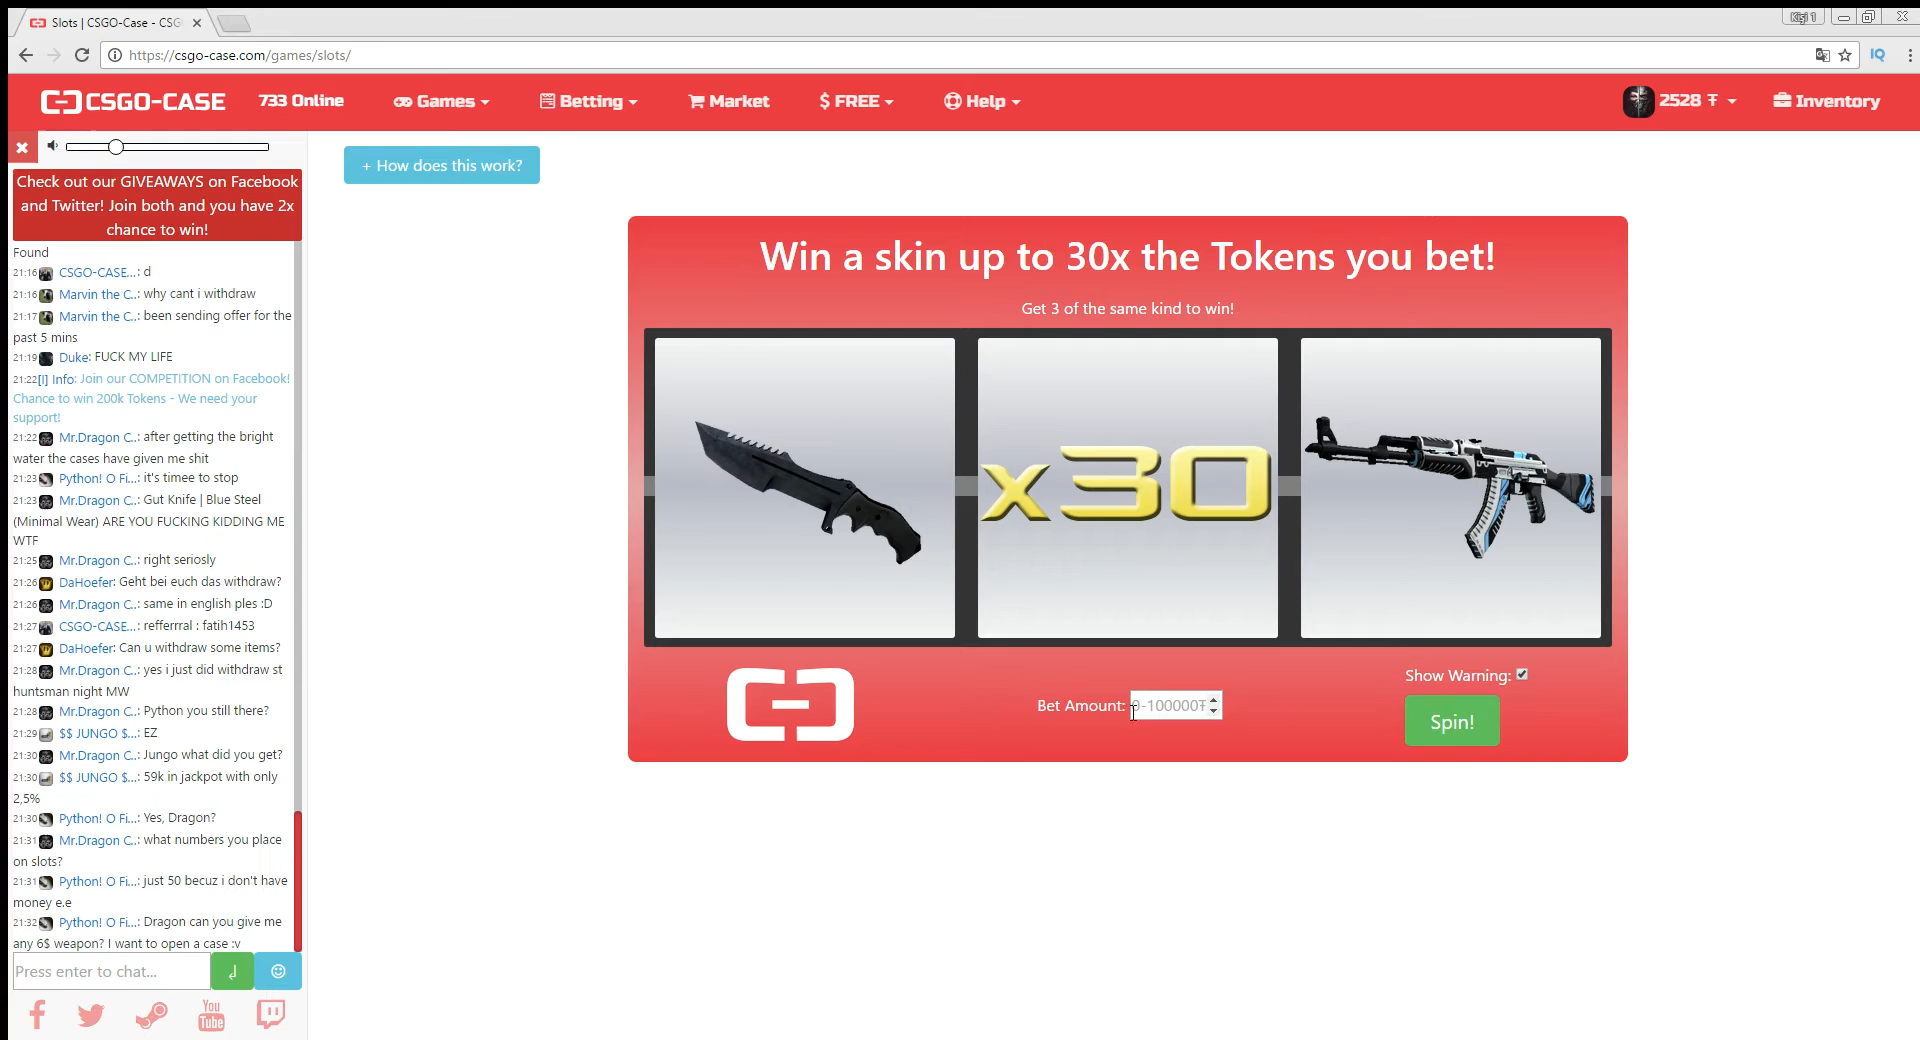 Slots | CSGO-Case - CSG
Kişi 1
https://csgo-case.com/games/slots/
IQ
CSGO-CASE
733 Online
Games
Betting
Market
$ FREE
Help
2528 Ŧ
Inventory
+ How does this work?
Check out our GIVEAWAYS on Facebook
and Twitter! Join both and you have 2x
chance to win!
Found
21:16 CSGO-CASE...: d
21:16 Marvin the C..: why cant i withdraw
21:17 Marvin the C..: been sending offer for the
past 5 mins
21:19 Duke: FUCK MY LIFE
21:22[I] Info: Join our COMPETITION on Facebook!
Chance to win 200k Tokens - We need your
support!
21:22 Mr.Dragon C..: after getting the bright
water the cases have given me shit
21:23 Python! O Fi...: it's timee to stop
21:23 Mr.Dragon C..: Gut Knife | Blue Steel
(Minimal Wear) ARE YOU FUCKING KIDDING ME
WTF
21:25 Mr.Dragon C..: right seriosly
21:26 DaHoefer: Geht bei euch das withdraw?
21:26 Mr.Dragon C..: same in english ples :D
21:27 CSGO-CASE...: refferrral : fatih1453
21:27 DaHoefer: Can u withdraw some items?
21:28 Mr.Dragon C..: yes i just did withdraw st
huntsman night MW
21:28 Mr.Dragon C..: Python you still there?
21:29 $$ JUNGO $...: EZ
21:30 Mr.Dragon C..: Jungo what did you get?
21:30 $$ JUNGO $...: 59k in jackpot with only
2,5%
21:30 Python! O Fi...: Yes, Dragon?
21:31 Mr.Dragon C..: what numbers you place
on slots?
21:31 Python! O Fi...: just 50 becuz i don't have
money e.e
21:32 Python! O Fi...: Dragon can you give me
any 6$ weapon? I want to open a case :v
Press enter to chat...
You
Tube
Win a skin up to 30x the Tokens you bet!
Get 3 of the same kind to win!
x30
Bet Amount: 0-100000Ŧ
Show Warning:
Spin!